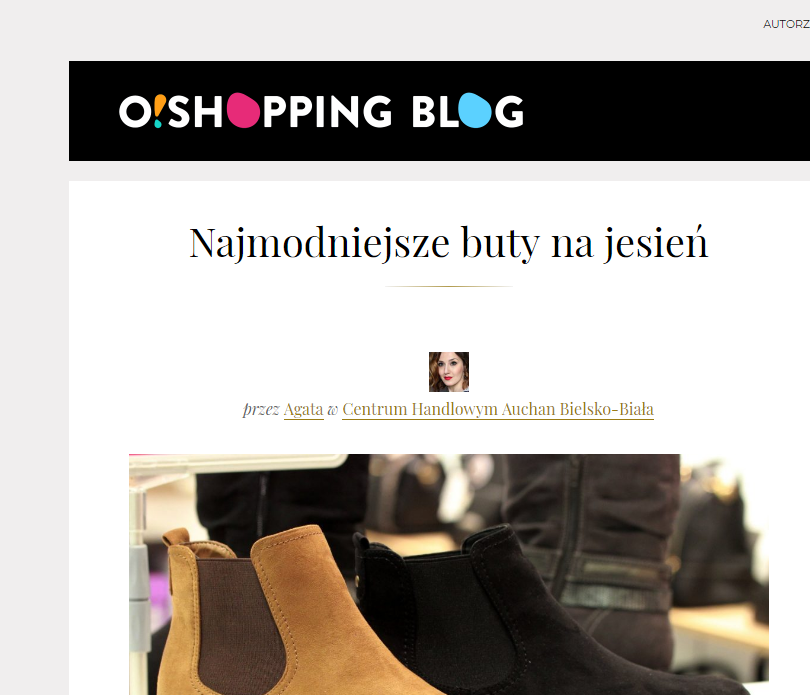 AUTORZ
O!SHOPPING BLOG
Najmodniejsze buty na jesień
przez Agata w Centrum Handlowym Auchan Bielsko-Biała